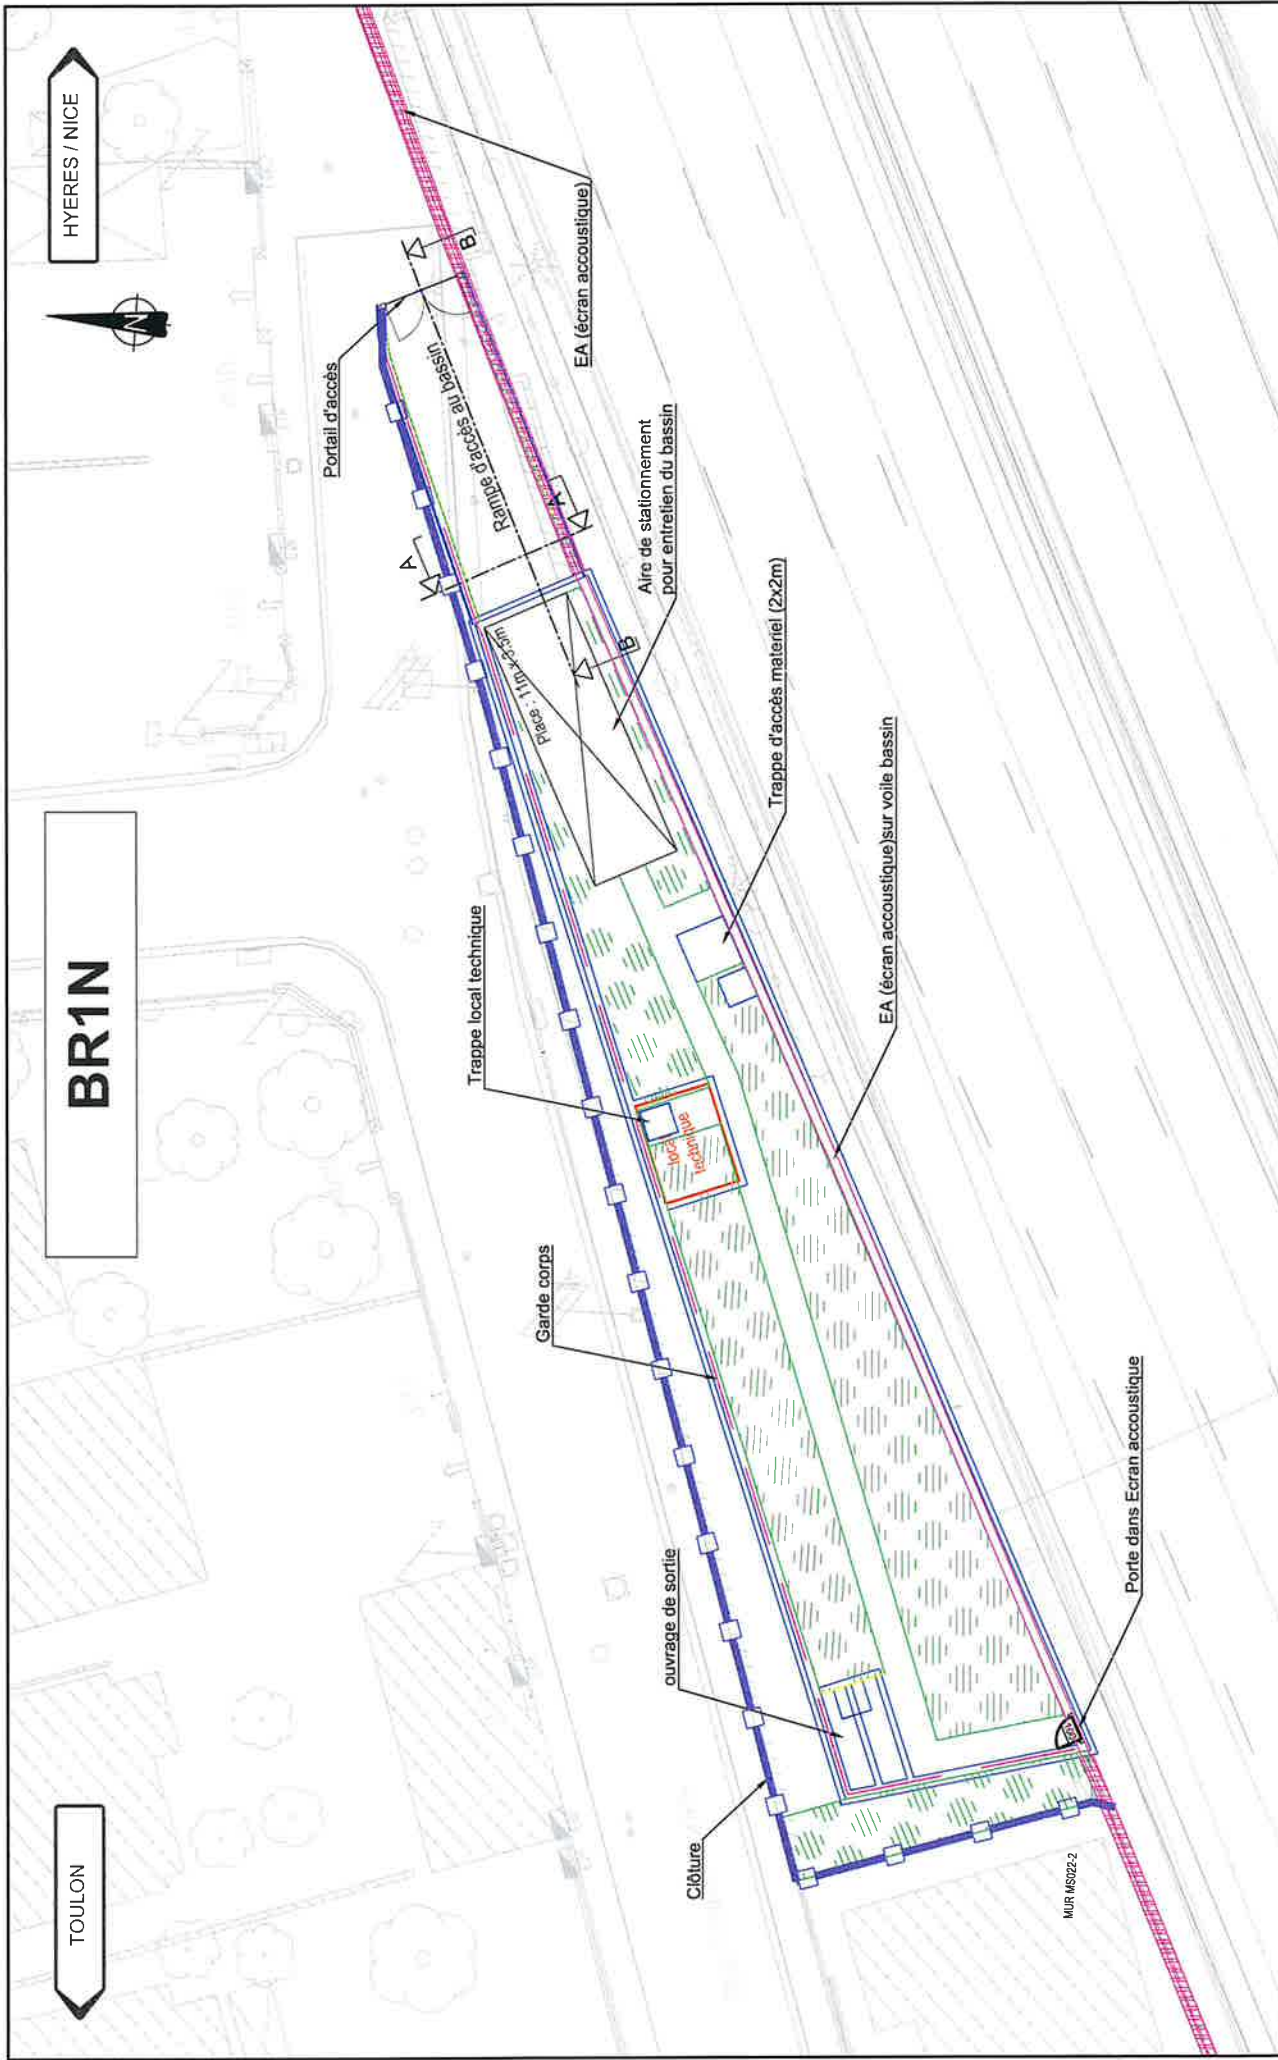 TOULON
BR1N
HYERES / NICE
N
Clôture
ouvrage de sortie
Garde corps
Trappe local technique
Portail d'accès
Rampe d'accès au bassin
A
A
B
B
Place : 11m x 3.5m
local
technique
EA (écran accoustique)
Aire de stationnement
pour entretien du bassin
Trappe d'accès materiel (2x2m)
EA (écran accoustique)sur voile bassin
Porte dans Ecran accoustique
MUR MS022-2